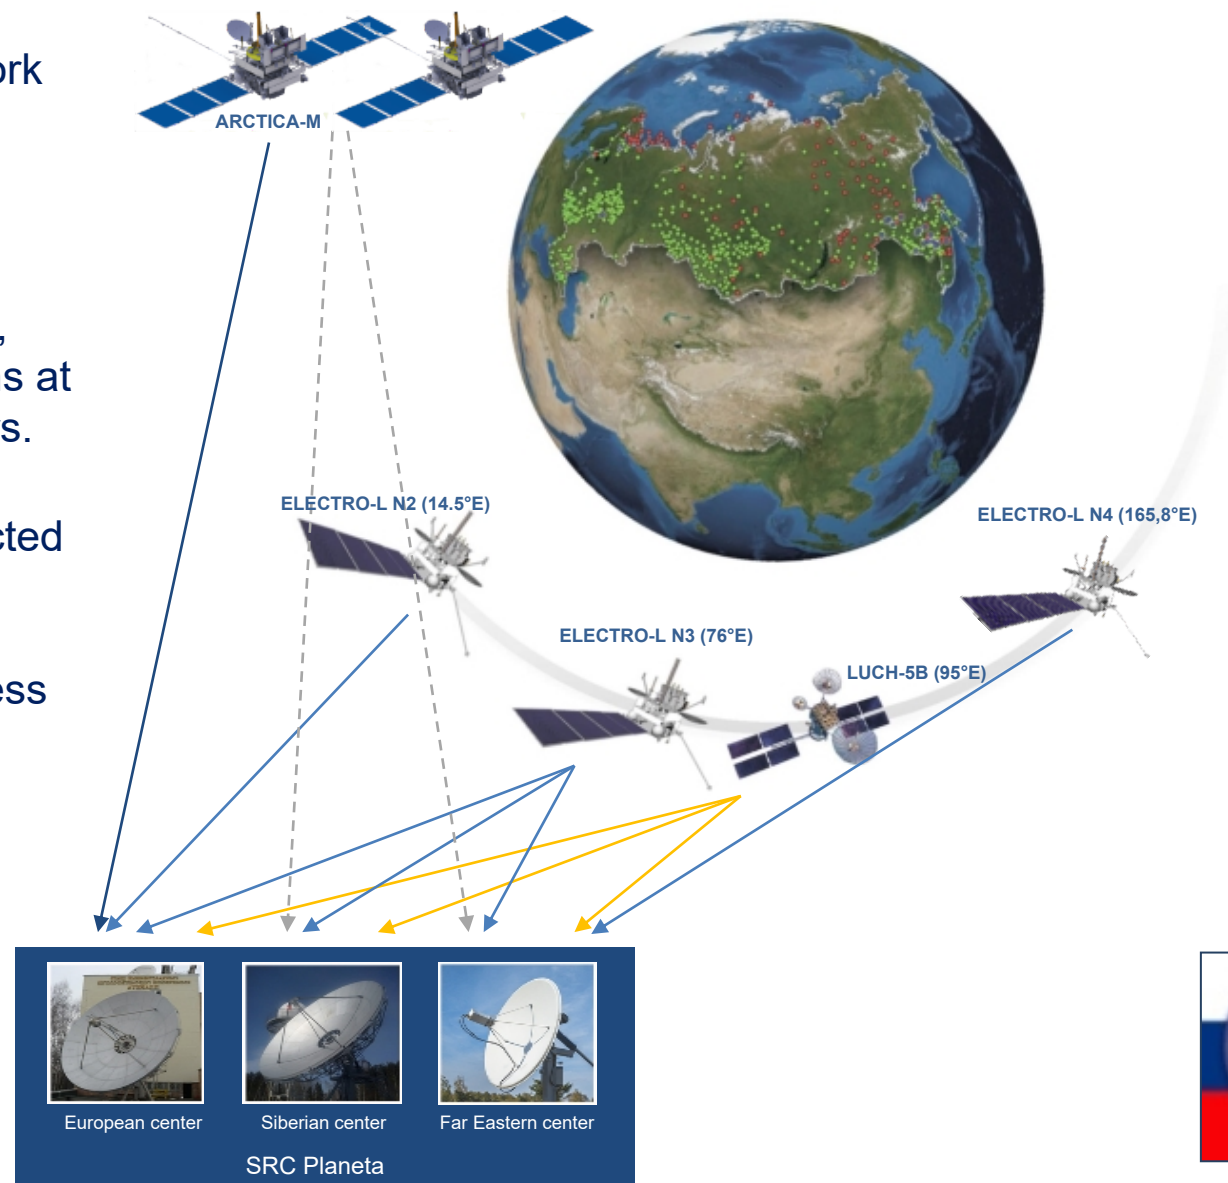 ork
ARCTICA-M
,
s at
s.
ELECTRO-L N2 (14.5°E)
ELECTRO-L N4 (165,8°E)
cted
ELECTRO-L N3 (76°E)
LUCH-5B (95°E)
ess
European center
Siberian center
Far Eastern center
SRC Planeta